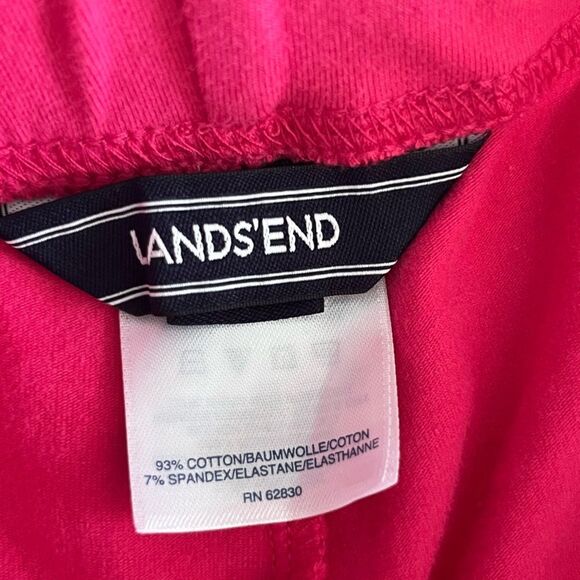 LANDS'END
93% COTTON/BAUMWOLLE/COTON
7% SPANDEX/ELASTANE/ELASTHANNE
RN 62830